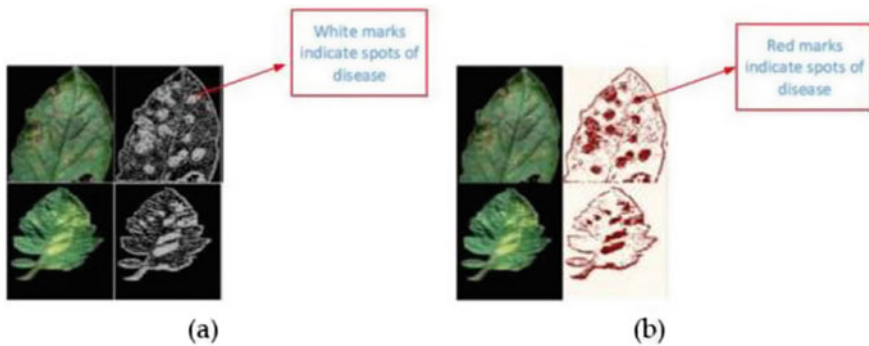 White marks
indicate spots of
disease
Red marks
indicate spots of
disease
(a)
(b)